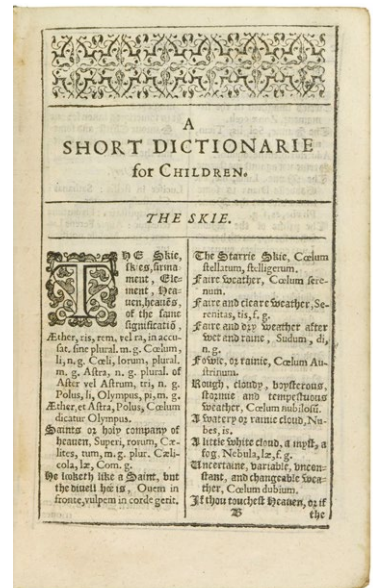 A
SHORT DICTIONARIE
for CHILDREN.
THE SKIE.
THE Skie,
skies, firma-
ment, Ele-
ment, Hea-
uen, heauēs,
of the same
significatiō,
Æther, ris, rem, vel ra, in accu-
sat. sine plural. m. g. Cœlum,
li, n. g. Cœli, lorum, plural.
m. g. Astra, n. g. plural. of
Aster vel Astrum, tri, n. g.
Polus, li, Olympus, pi, m. g.
Æther, et Astra, Polus, Cœlum
dicatur Olympus.
Saints or holy company of
heauen, Superi, rorum, Cæ-
lites, tum, m. g. plur. Cæli-
cola, læ, Com. g.
He looketh like a Saint, but
the diuell hee is, Ouem in
fronte, vulpem in corde gerit.
The Starrie Skie, Cœlum
stellatum, stelligerum.
Faire weather, Cœlum sere-
num.
Faire and cleare weather, Se-
renitas, tis, f. g.
Faire and dry weather after
wet and raine, Sudum, di,
n. g.
Fowle, or rainie, Cœlum Au-
strinum.
Rough, cloudy, boysterous,
stormie and tempestuous
weather, Cœlum nubilosū.
A watery or rainie cloud, Nu-
bes, is.
A little white cloud, a myst, a
fog. Nebula, læ, f. g.
Uncertaine, variable, vncon-
stant, and changeable wea-
ther, Cœlum dubium.
If thou touchest Heauen, or if
B the